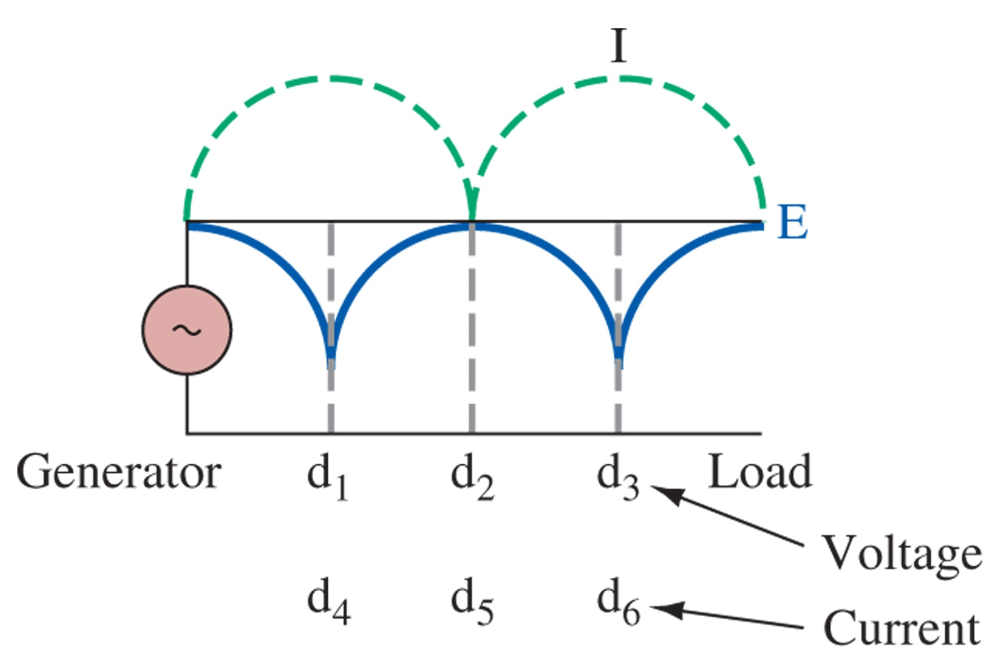 I
E
~
Generator d₁ d₂ d₃ Load
Voltage
d₄ d₅ d₆
Current